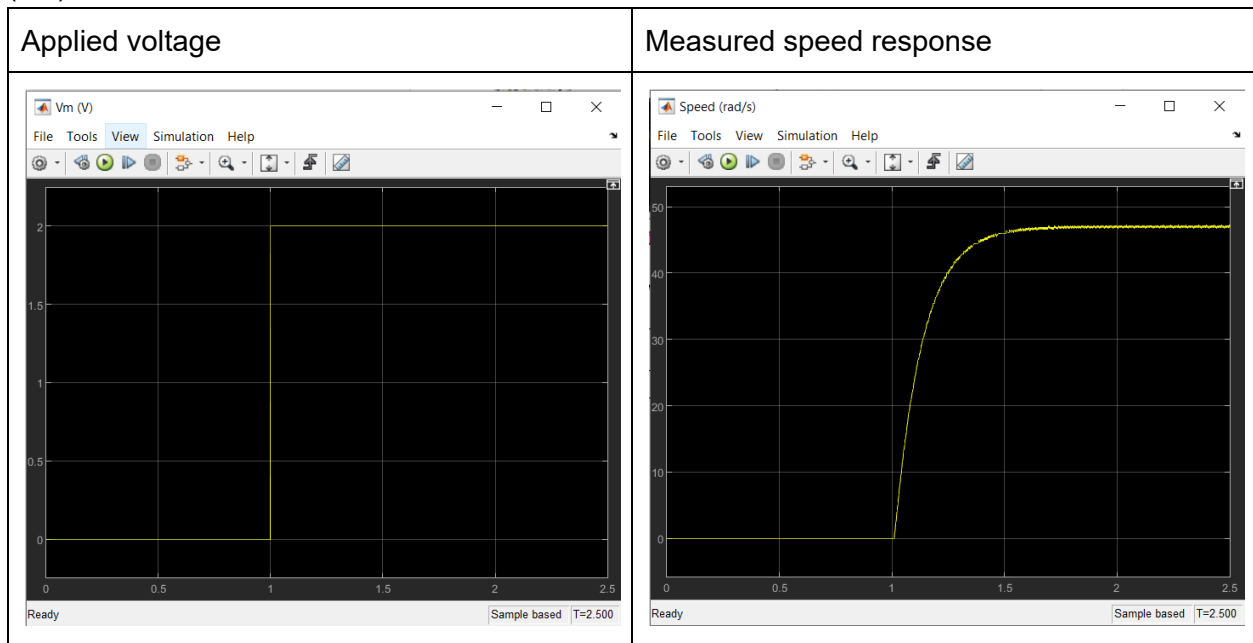 Applied voltage
Measured speed response
Vm (V)
File Tools View Simulation Help
2
1.5
1
0.5
0
0 0.5 1 1.5 2 2.5
Ready Sample based T=2.500
Speed (rad/s)
File Tools View Simulation Help
50
40
30
20
10
0
0 0.5 1 1.5 2 2.5
Ready Sample based T=2.500